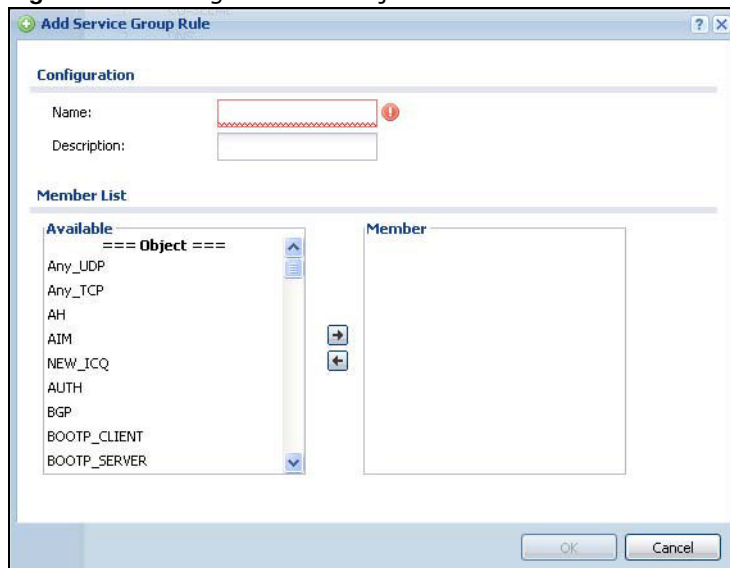 Add Service Group Rule
Configuration
Name:
Description:
Member List
Available
=== Object ===
Any_UDP
Any_TCP
AH
AIM
NEW_ICQ
AUTH
BGP
BOOTP_CLIENT
BOOTP_SERVER
Member
OK
Cancel